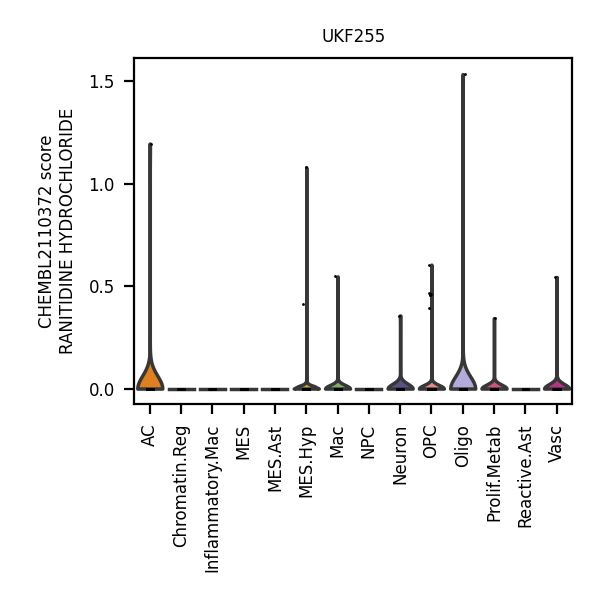 UKF255
CHEMBL2110372 score
RANITIDINE HYDROCHLORIDE
1.5
1.0
0.5
0.0
AC
Chromatin.Reg
Inflammatory.Mac
MES
MES.Ast
MES.Hyp
Mac
NPC
Neuron
OPC
Oligo
Prolif.Metab
Reactive.Ast
Vasc